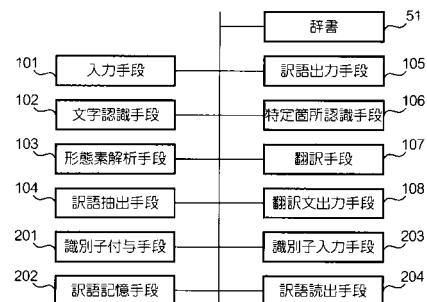 辞書 51
101 入力手段 訳語出力手段 105
102 文字認識手段 特定箇所認識手段 106
103 形態素解析手段 翻訳手段 107
104 訳語抽出手段 翻訳文出力手段 108
201 識別子付与手段 識別子入力手段 203
202 訳語記憶手段 訳語読出手段 204